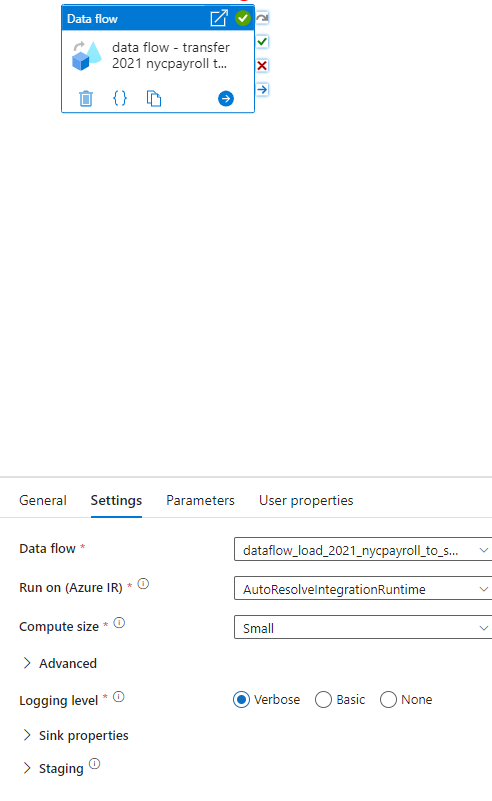 Data flow
data flow - transfer
2021 nycpayroll t...
{}
General Settings Parameters User properties
Data flow * dataflow_load_2021_nycpayroll_to_s...
Run on (Azure IR) * AutoResolveIntegrationRuntime
Compute size * Small
Advanced
Logging level * Verbose Basic None
Sink properties
Staging